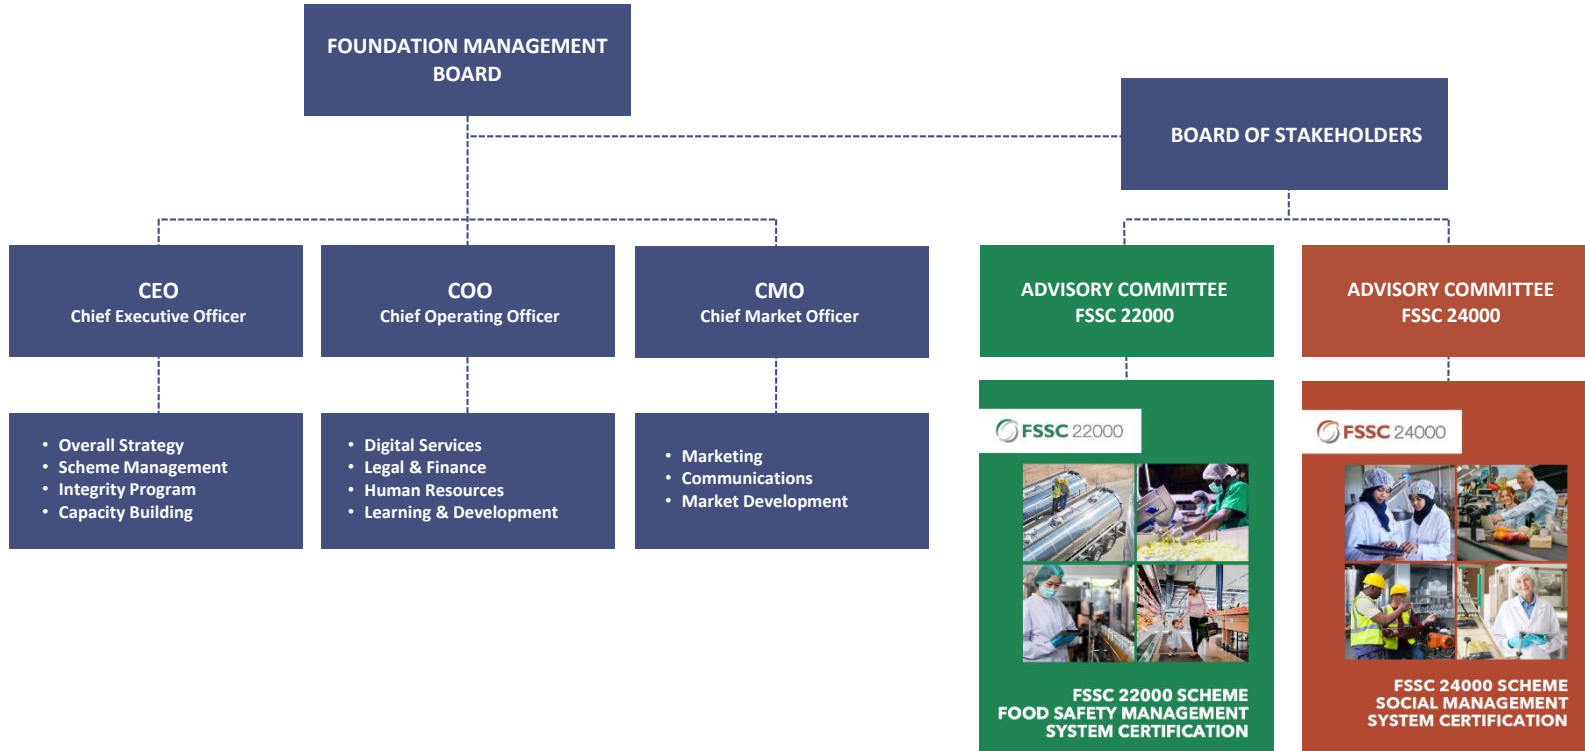 FOUNDATION MANAGEMENT
BOARD
BOARD OF STAKEHOLDERS
CEO
Chief Executive Officer
COO
Chief Operating Officer
CMO
Chief Market Officer
ADVISORY COMMITTEE
FSSC 22000
ADVISORY COMMITTEE
FSSC 24000
• Overall Strategy
• Scheme Management
• Integrity Program
• Capacity Building
• Digital Services
• Legal & Finance
• Human Resources
• Learning & Development
• Marketing
• Communications
• Market Development
FSSC 22000
FSSC 22000 SCHEME
FOOD SAFETY MANAGEMENT
SYSTEM CERTIFICATION
FSSC 24000
FSSC 24000 SCHEME
SOCIAL MANAGEMENT
SYSTEM CERTIFICATION